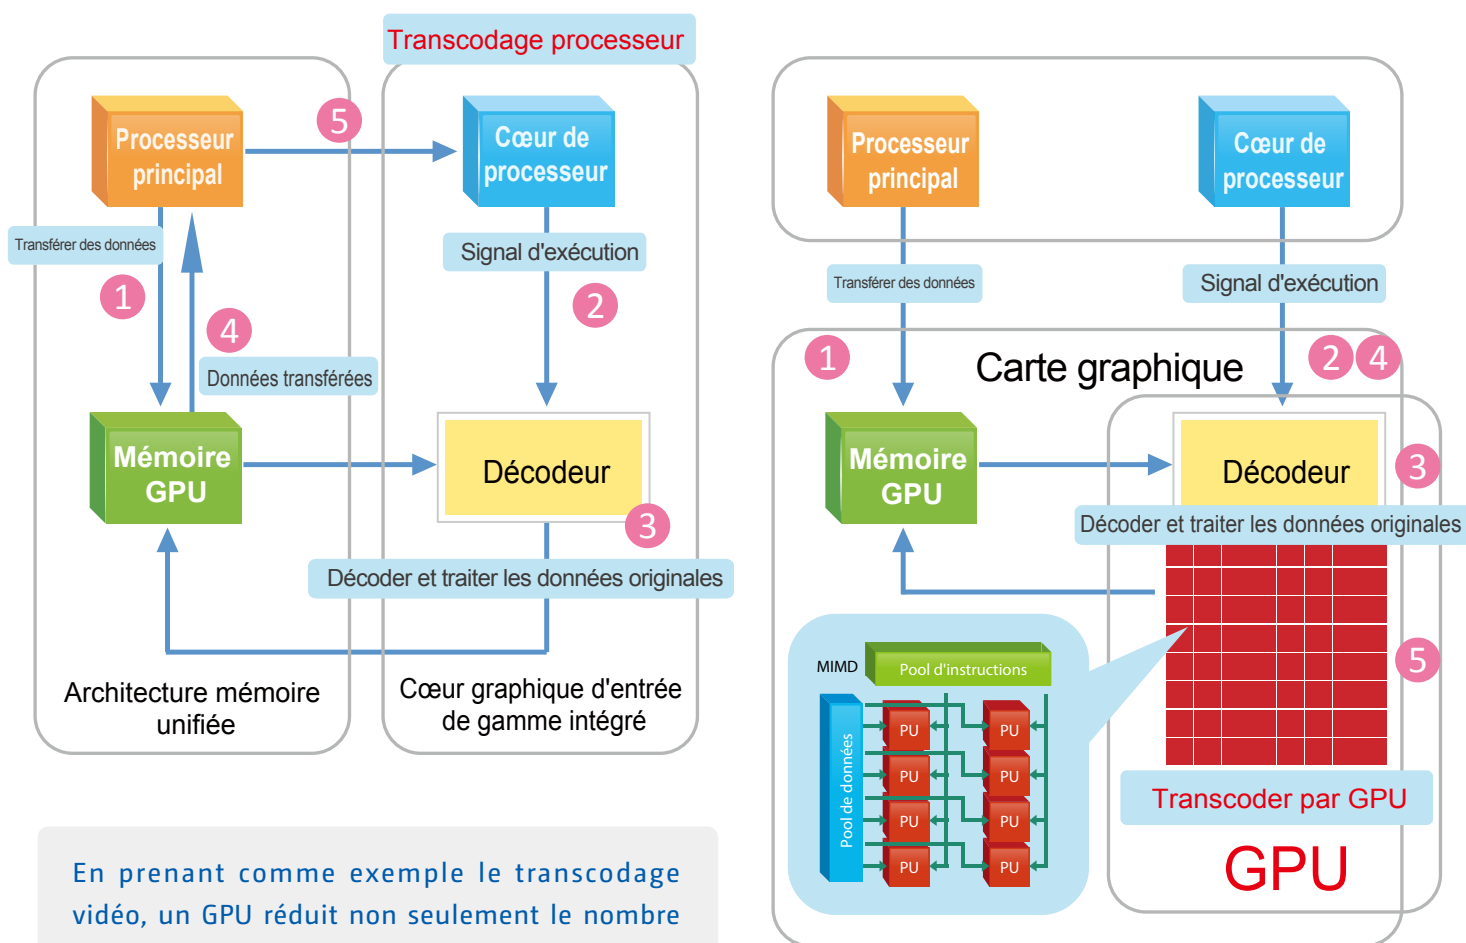 Transcodage processeur
Processeur
principal
5
Cœur de
processeur
Transférer des données
1
4
Données transférées
Signal d'exécution
2
Mémoire
GPU
Décodeur
3
Décoder et traiter les données originales
Architecture mémoire
unifiée
Cœur graphique d'entrée
de gamme intégré
En prenant comme exemple le transcodage
vidéo, un GPU réduit non seulement le nombre
Processeur
principal
Cœur de
processeur
Transférer des données
Signal d'exécution
1
Carte graphique
2
4
Mémoire
GPU
Décodeur
3
Décoder et traiter les données originales
MIMD
Pool d'instructions
Pool de données
PU
PU
PU
PU
PU
PU
PU
PU
5
Transcoder par GPU
GPU